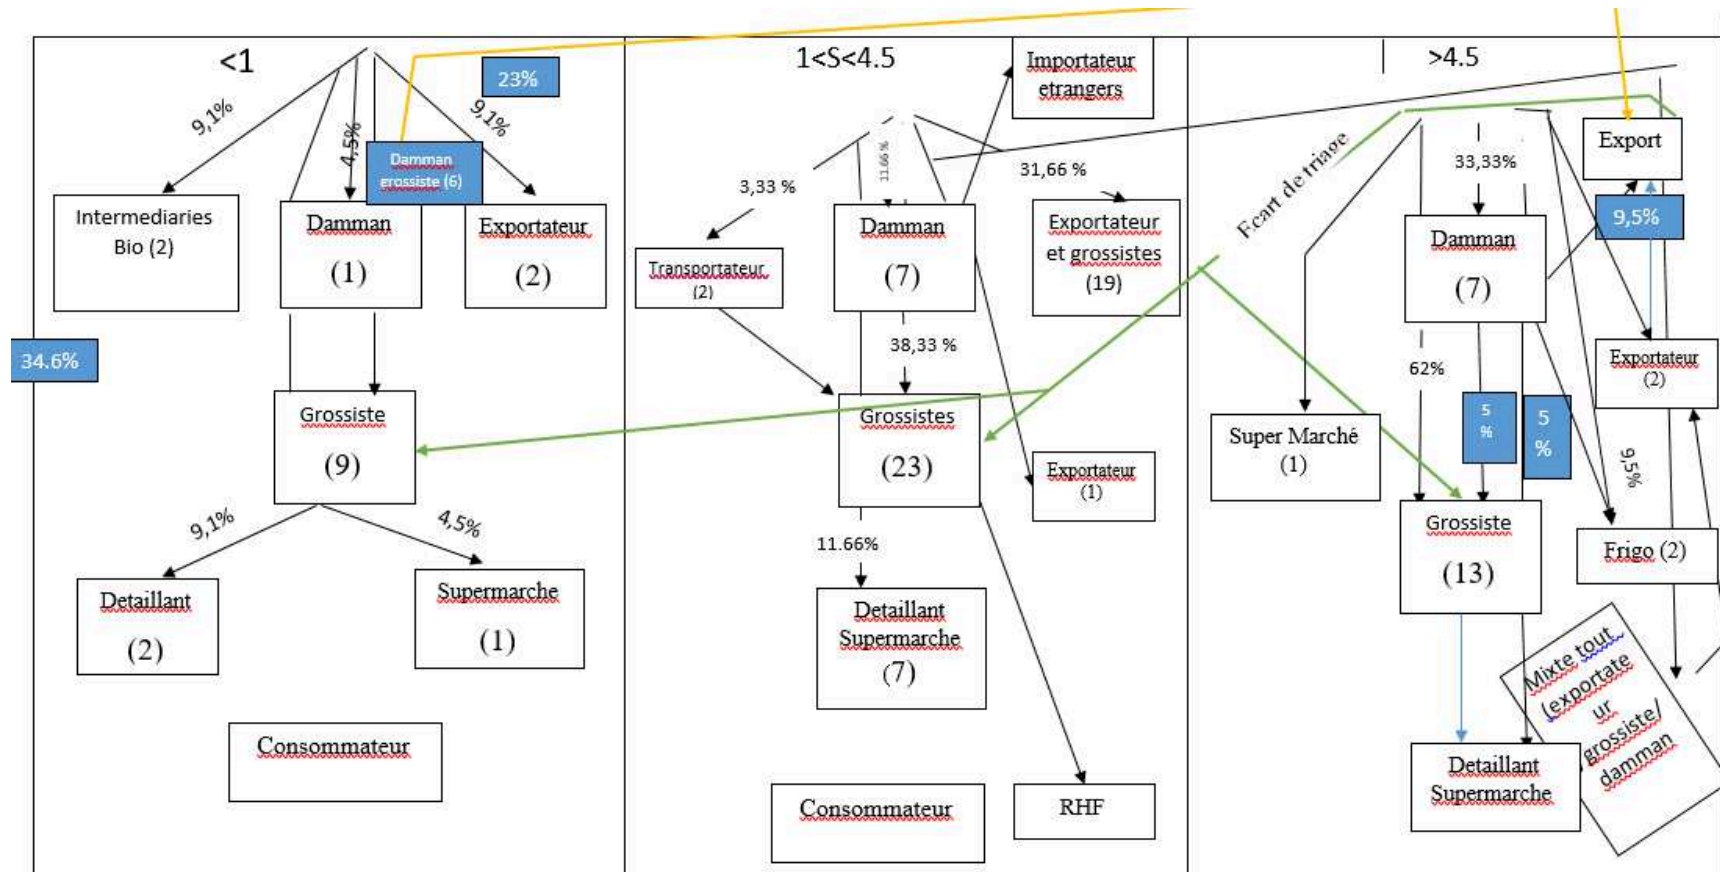 <1
23%
9,1%
4,5%
9,1%
Damman
grossiste (6)
Intermediaries
Bio (2)
Damman
(1)
Exportateur
(2)
34.6%
Grossiste
(9)
9,1%
4,5%
Detaillant
(2)
Supermarche
(1)
Consommateur
1<S<4.5
Importateur
etrangers
3,33 %
11.66 %
31,66 %
Transportateur
(2)
Damman
(7)
Exportateur
et grossistes
(19)
38,33 %
Grossistes
(23)
Exportateur
(1)
11.66%
Detaillant
Supermarche
(7)
Consommateur
RHF
>4.5
Ecart de triage
33,33%
Export
9,5%
Damman
(7)
62%
Exportateur
(2)
5
%
5
%
Super Marché
(1)
9,5%
Grossiste
(13)
Frigo (2)
Mixte tout
(exportate
ur
grossiste/
damman
Detaillant
Supermarche